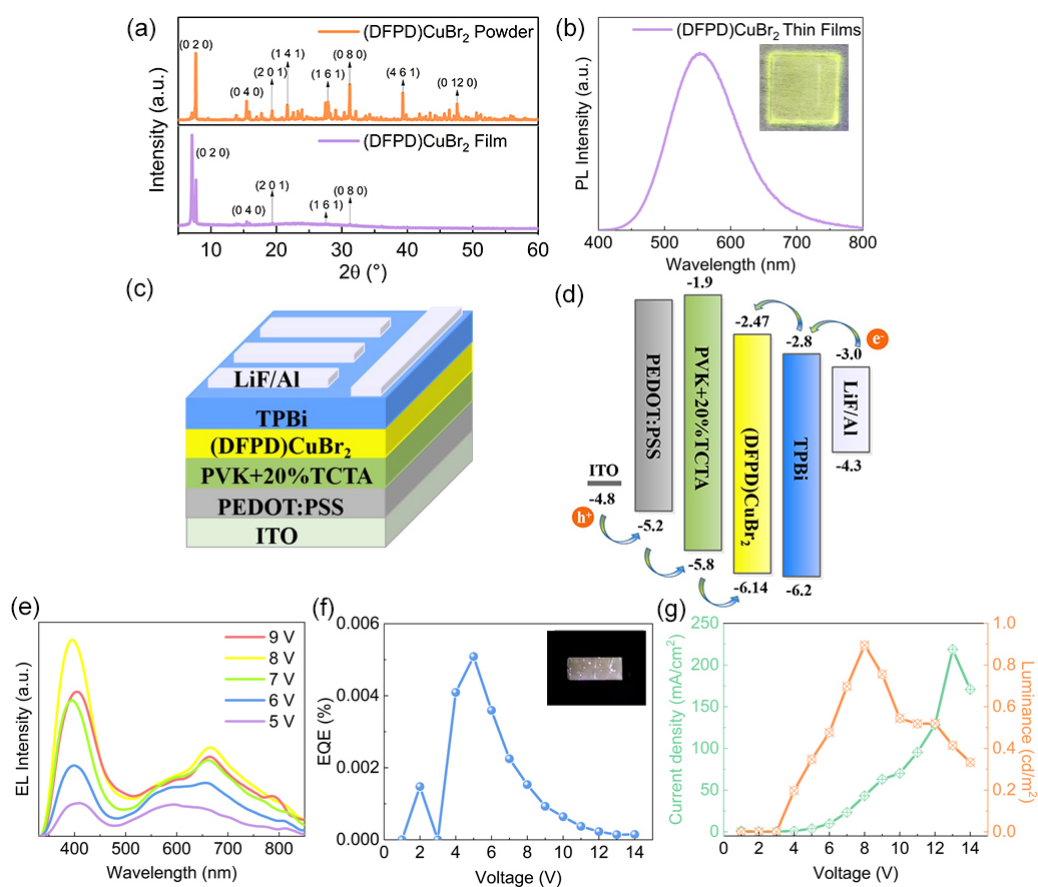 (a)
(DFPD)CuBr₂ Powder
(0 2 0)
(0 4 0)
(2 0 1)
(1 4 1)
(1 6 1)
(0 8 0)
(4 6 1)
(0 12 0)
(DFPD)CuBr₂ Film
(0 2 0)
(0 4 0)
(2 0 1)
(1 6 1)
(0 8 0)
Intensity (a.u.)
10 20 30 40 50 60
2θ (°)
(b)
(DFPD)CuBr₂ Thin Films
PL Intensity (a.u.)
400 500 600 700 800
Wavelength (nm)
(c)
LiF/Al
TPBi
(DFPD)CuBr₂
PVK+20%TCTA
PEDOT:PSS
ITO
(d)
-1.9
-2.47
-2.8
-3.0
e⁻
ITO
-4.8
h⁺
PEDOT:PSS
-5.2
PVK+20%TCTA
-5.8
(DFPD)CuBr₂
-6.14
TPBi
-6.2
LiF/Al
-4.3
(e)
9 V
8 V
7 V
6 V
5 V
EL Intensity (a.u.)
400 500 600 700 800
Wavelength (nm)
(f)
0.006
0.004
0.002
0.000
EQE (%)
0 2 4 6 8 10 12 14
Voltage (V)
(g)
250
200
150
100
50
0
Current density (mA/cm²)
1.0
0.8
0.6
0.4
0.2
0.0
Luminance (cd/m²)
0 2 4 6 8 10 12 14
Voltage (V)